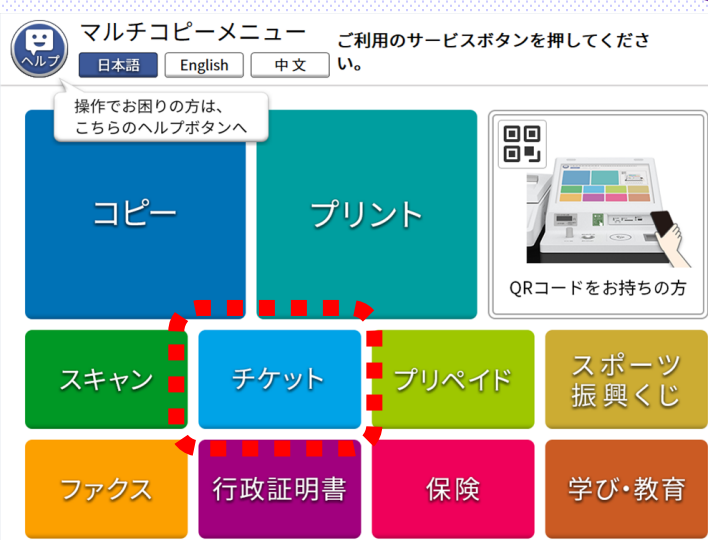 マルチコピーメニュー
ヘルプ
日本語
English
中文
ご利用のサービスボタンを押してくださ
い。
操作でお困りの方は、
こちらのヘルプボタンへ
コピー
プリント
QRコードをお持ちの方
スキャン
チケット
プリペイド
スポーツ
振興くじ
ファクス
行政証明書
保険
学び・教育